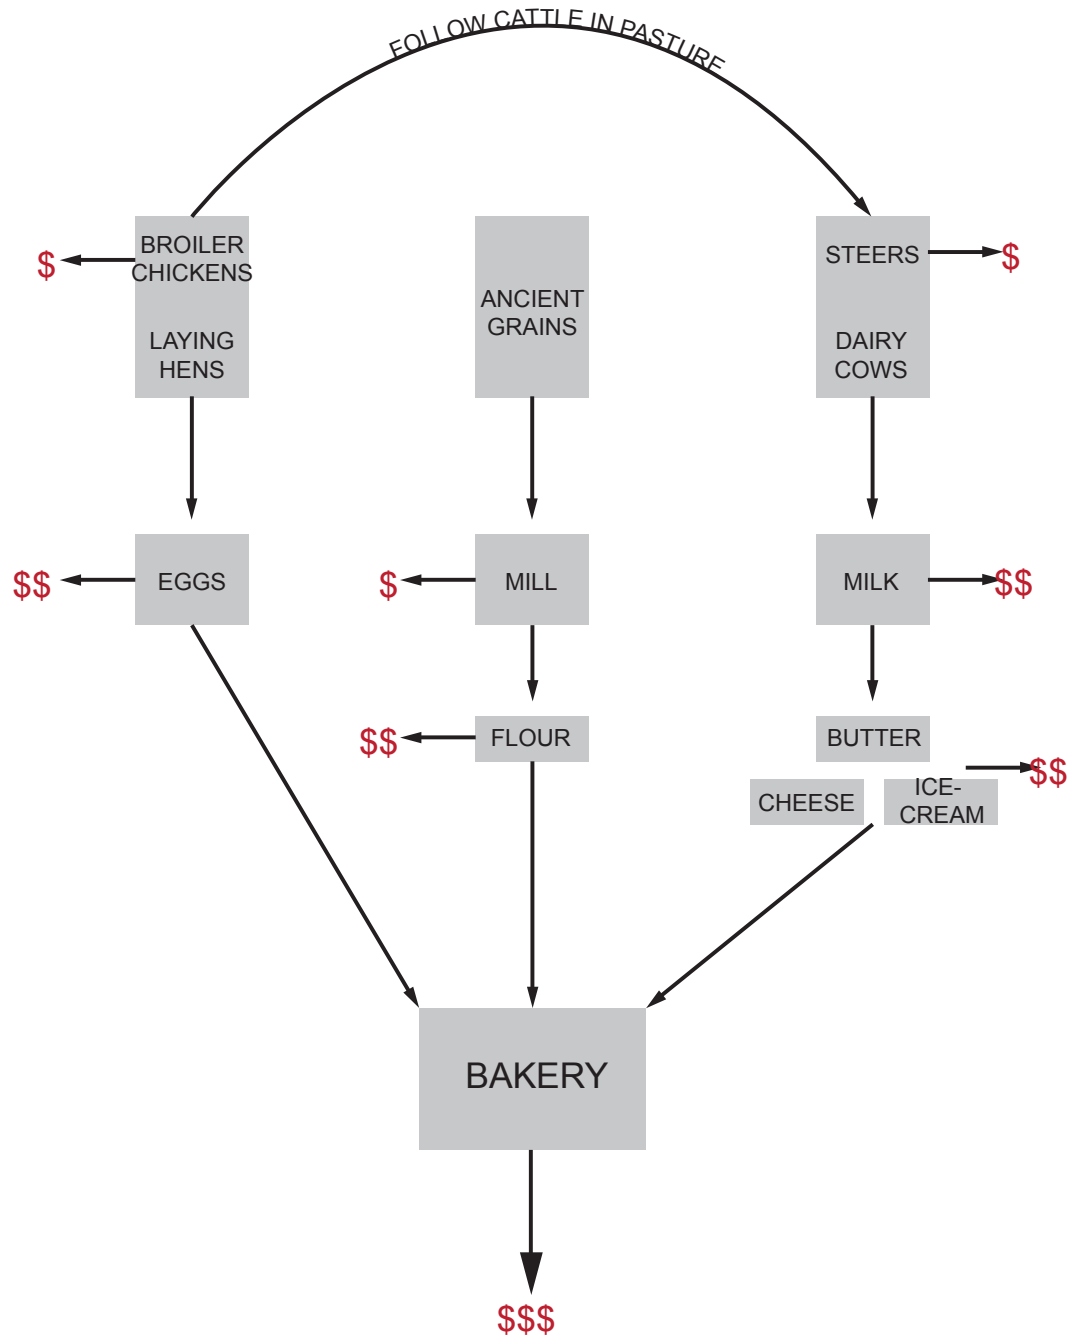 FOLLOW CATTLE IN PASTURE
$
BROILER
CHICKENS
LAYING
HENS
ANCIENT
GRAINS
STEERS
$
DAIRY
COWS
$$
EGGS
$
MILL
MILK
$$
$$
FLOUR
BUTTER
$$
CHEESE
ICE-
CREAM
BAKERY
$$$